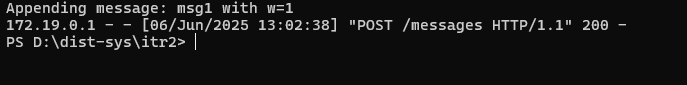 Appending message: msg1 with w=1
172.19.0.1 - - [06/Jun/2025 13:02:38] "POST /messages HTTP/1.1" 200 -
PS D:\dist-sys\itr2>